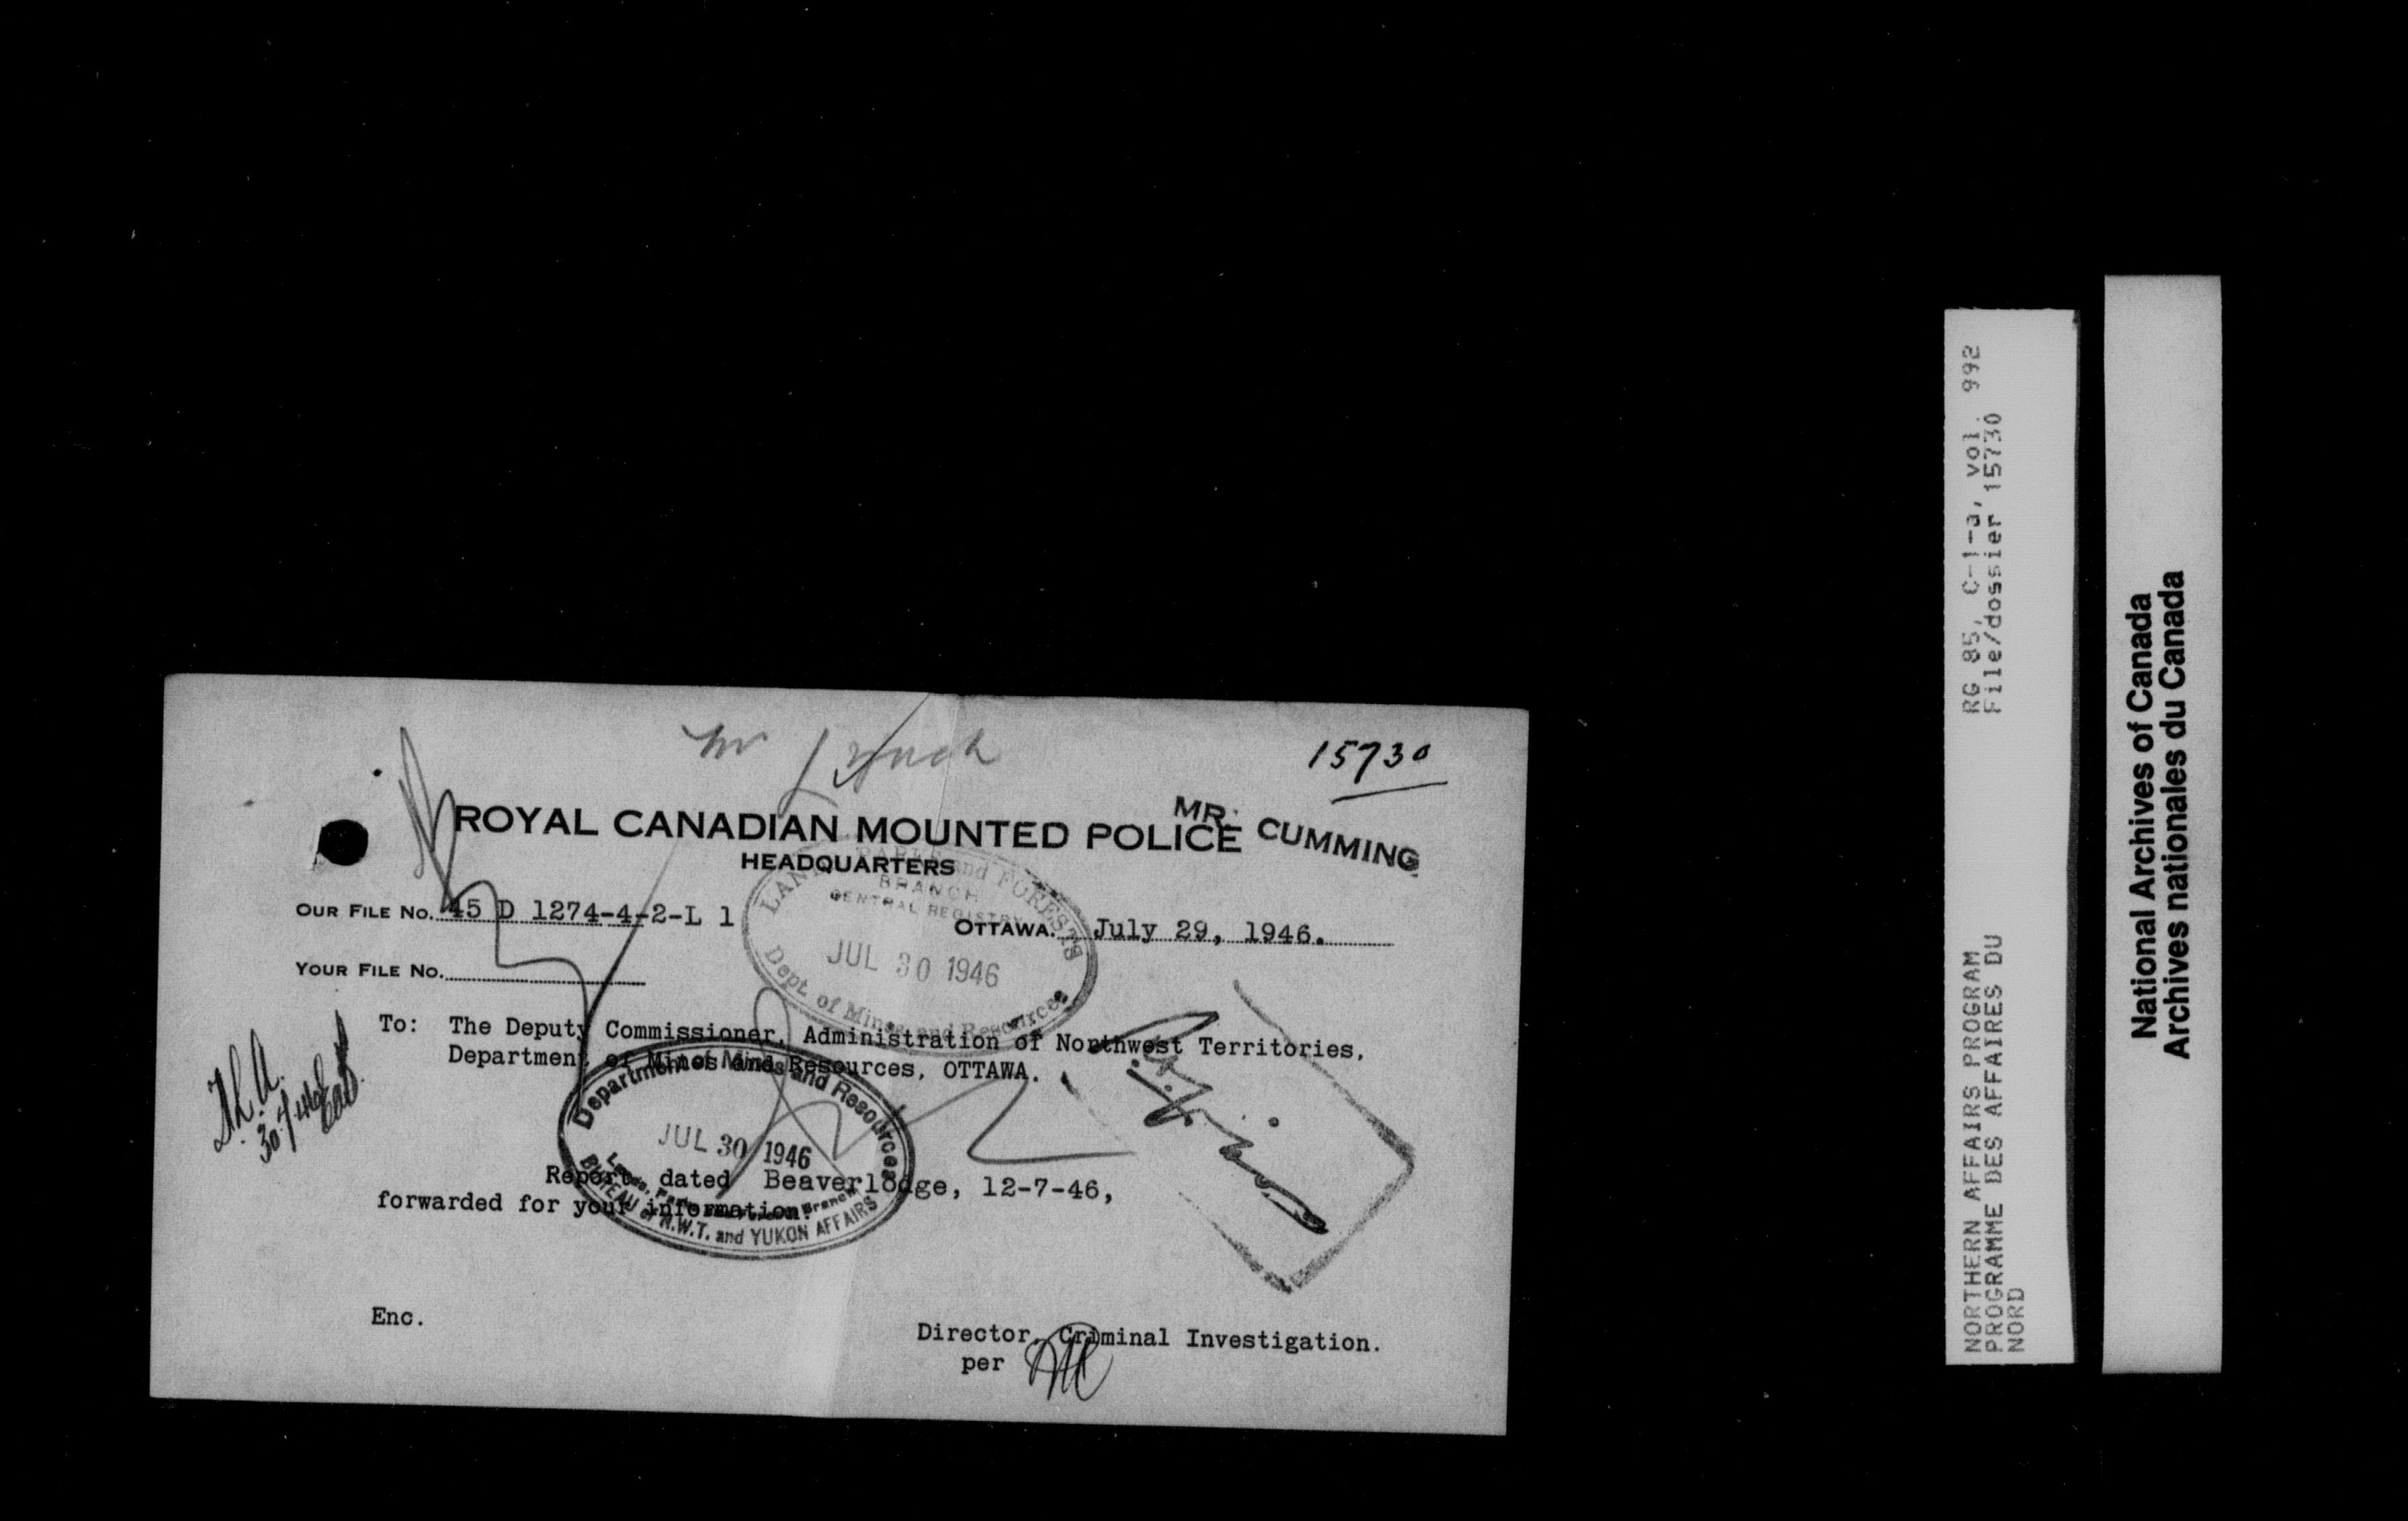 Mr Lynch
15730
MR. CUMMING
ROYAL CANADIAN MOUNTED POLICE
HEADQUARTERS
LANDS PARKS and FORESTS
BRANCH
CENTRAL REGISTRY
JUL 30 1946
Dept of Mines and Resources
OUR FILE NO. 45 D 1274-4-2-L 1
OTTAWA. July 29, 1946.
YOUR FILE NO.
To: The Deputy Commissioner, Administration of Northwest Territories,
Department of Mines and Resources, OTTAWA.
Department of Mines and Resources
JUL 30 1946
Lands, Parks and Forests Branch
BUREAU of N.W.T. and YUKON AFFAIRS
Report dated Beaverlodge, 12-7-46,
forwarded for your information.
Enc.
Director, Criminal Investigation.
per
RG 85, C-1-a, vol. 992
File/dossier 15730
NORTHERN AFFAIRS PROGRAM
PROGRAMME DES AFFAIRES DU
NORD
National Archives of Canada
Archives nationales du Canada